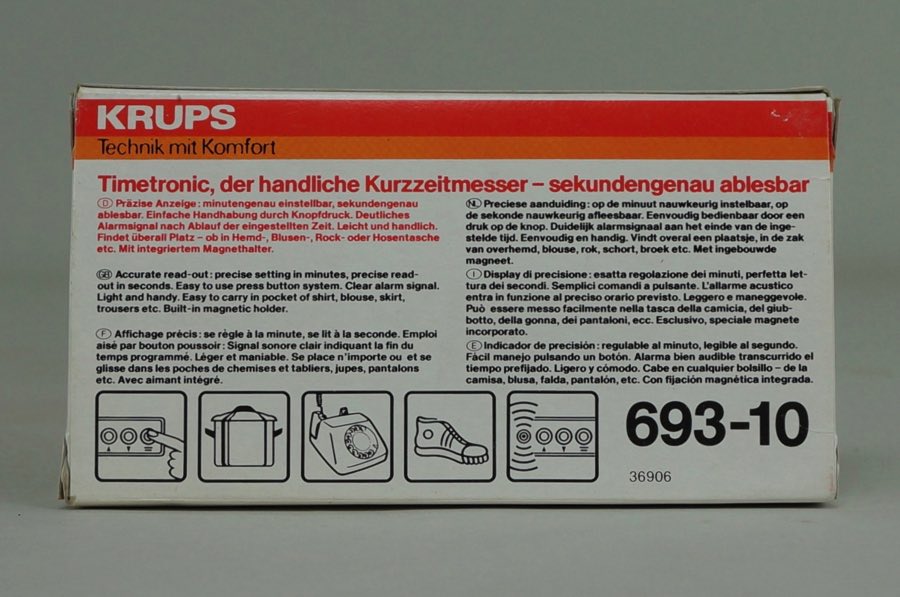 KRUPS
Technik mit Komfort
Timetronic, der handliche Kurzzeitmesser – sekundengenau ablesbar
D Präzise Anzeige: minutengenau einstellbar, sekundengenau
ablesbar. Einfache Handhabung durch Knopfdruck. Deutliches
Alarmsignal nach Ablauf der eingestellten Zeit. Leicht und handlich.
Findet überall Platz – ob in Hemd-, Blusen-, Rock- oder Hosentasche
etc. Mit integriertem Magnethalter.
GB Accurate read-out: precise setting in minutes, precise read-
out in seconds. Easy to use press button system. Clear alarm signal.
Light and handy. Easy to carry in pocket of shirt, blouse, skirt,
trousers etc. Built-in magnetic holder.
F Affichage précis: se règle à la minute, se lit à la seconde. Emploi
aisé par bouton poussoir: Signal sonore clair indiquant la fin du
temps programmé. Léger et maniable. Se place n'importe ou et se
glisse dans les poches de chemises et tabliers, jupes, pantalons
etc. Avec aimant intégré.
NL Preciese aanduiding: op de minuut nauwkeurig instelbaar, op
de sekonde nauwkeurig afleesbaar. Eenvoudig bedienbaar door een
druk op de knop. Duidelijk alarmsignaal aan het einde van de inge-
stelde tijd. Eenvoudig en handig. Vindt overal een plaatsje, in de zak
van overhemd, blouse, rok, schort, broek etc. Met ingebouwde
magneet.
I Display di precisione: esatta regolazione dei minuti, perfetta let-
tura dei secondi. Semplici comandi a pulsante. L'allarme acustico
entra in funzione al preciso orario previsto. Leggero e maneggevole.
Può essere messo facilmente nella tasca della camicia, del giub-
botto, della gonna, dei pantaloni, ecc. Esclusivo, speciale magnete
incorporato.
E Indicador de precisión: regulable al minuto, legible al segundo.
Fácil manejo pulsando un botón. Alarma bien audible transcurrido el
tiempo prefijado. Ligero y cómodo. Cabe en cualquier bolsillo – de la
camisa, blusa, falda, pantalón, etc. Con fijación magnética integrada.
693-10
36906